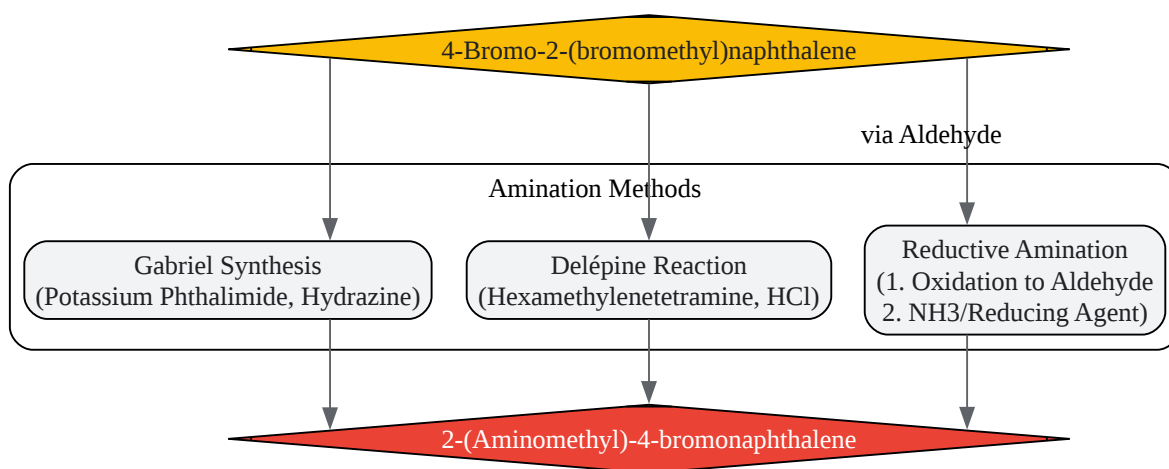 4-Bromo-2-(bromomethyl)naphthalene
via Aldehyde
Amination Methods
Gabriel Synthesis
(Potassium Phthalimide, Hydrazine)
Delépine Reaction
(Hexamethylenetetramine, HCl)
Reductive Amination
(1. Oxidation to Aldehyde
2. NH3/Reducing Agent)
2-(Aminomethyl)-4-bromonaphthalene